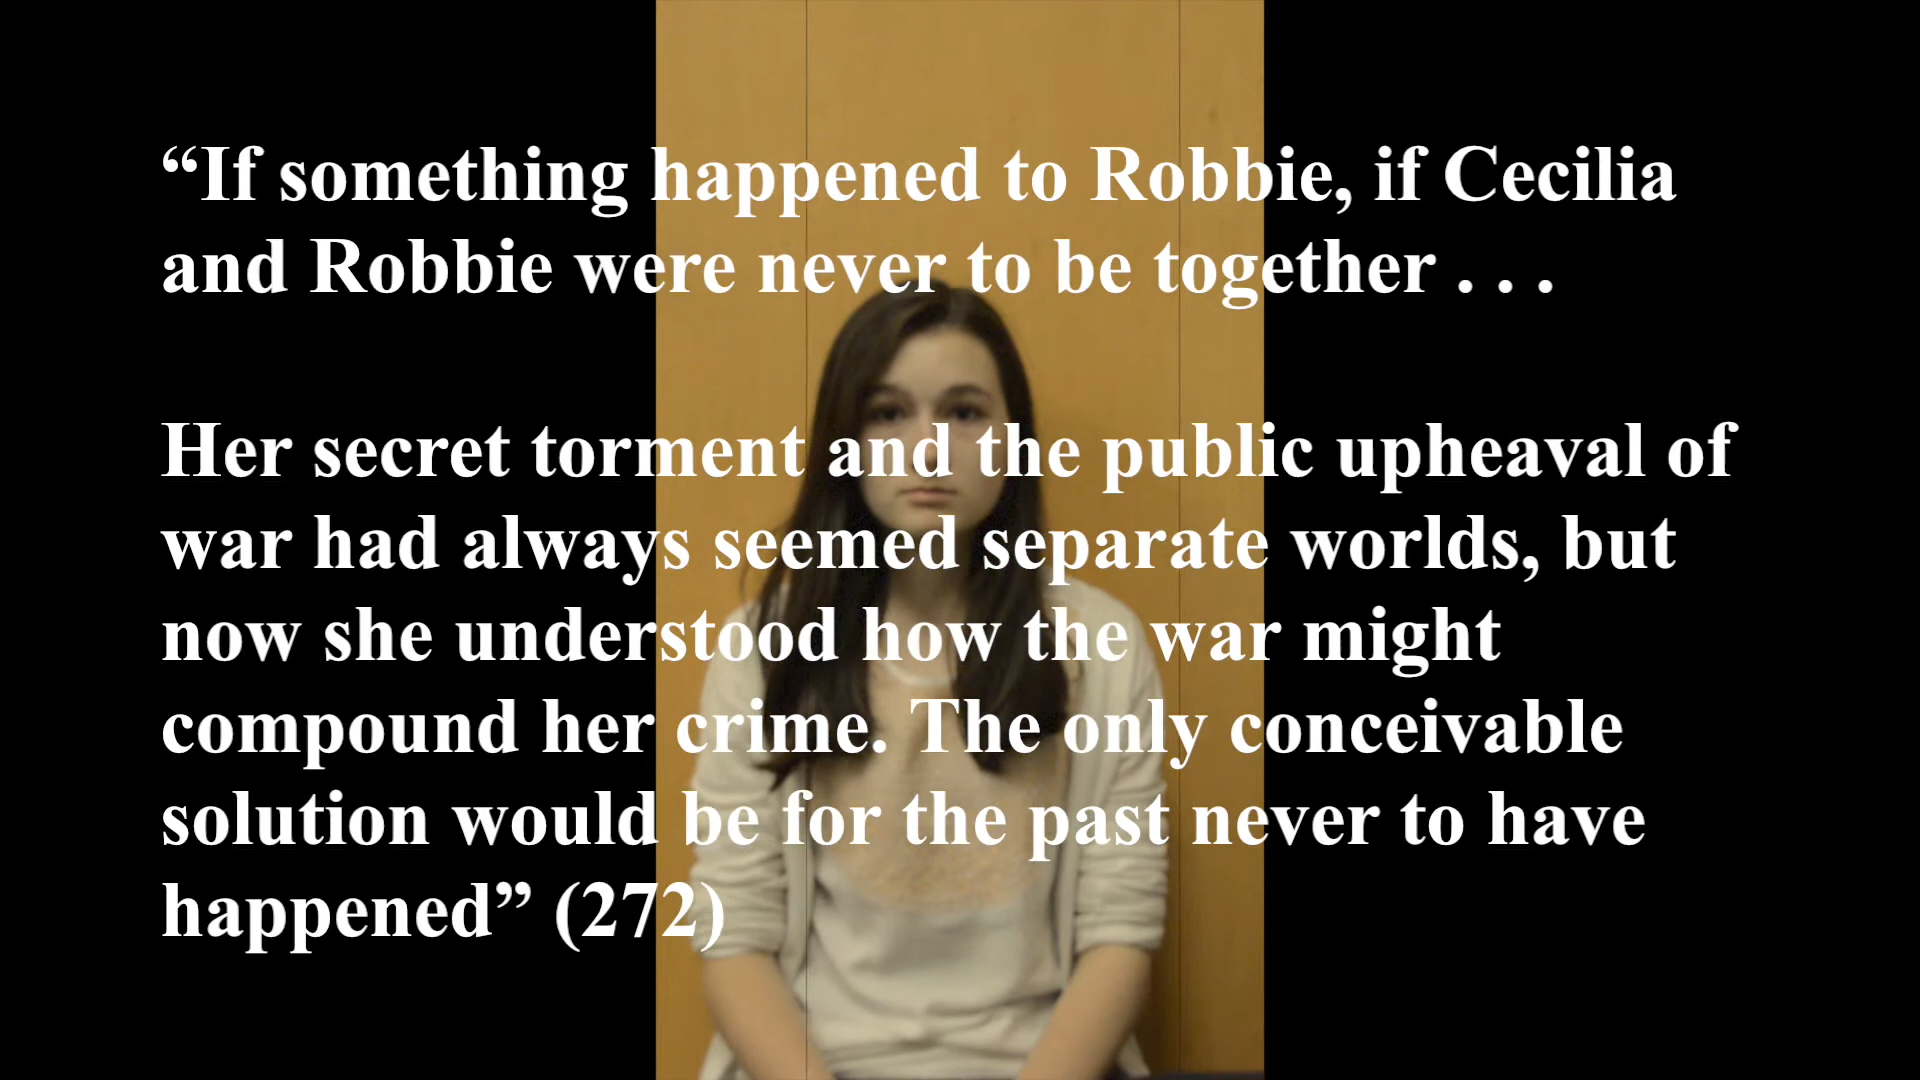 “If something happened to Robbie, if Cecilia
and Robbie were never to be together . . .
Her secret torment and the public upheaval of
war had always seemed separate worlds, but
now she understood how the war might
compound her crime. The only conceivable
solution would be for the past never to have
happened” (272)